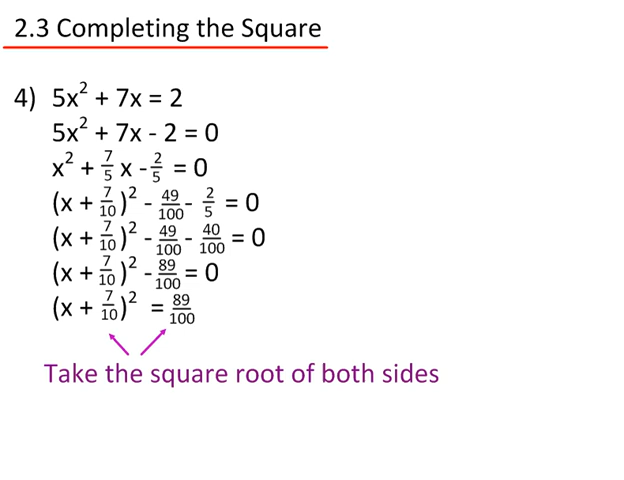 2.3 Completing the Square
4) 5x² + 7x = 2
5x² + 7x - 2 = 0
x² + 7/5 x - 2/5 = 0
(x + 7/10)² - 49/100 - 2/5 = 0
(x + 7/10)² - 49/100 - 40/100 = 0
(x + 7/10)² - 89/100 = 0
(x + 7/10)² = 89/100
Take the square root of both sides